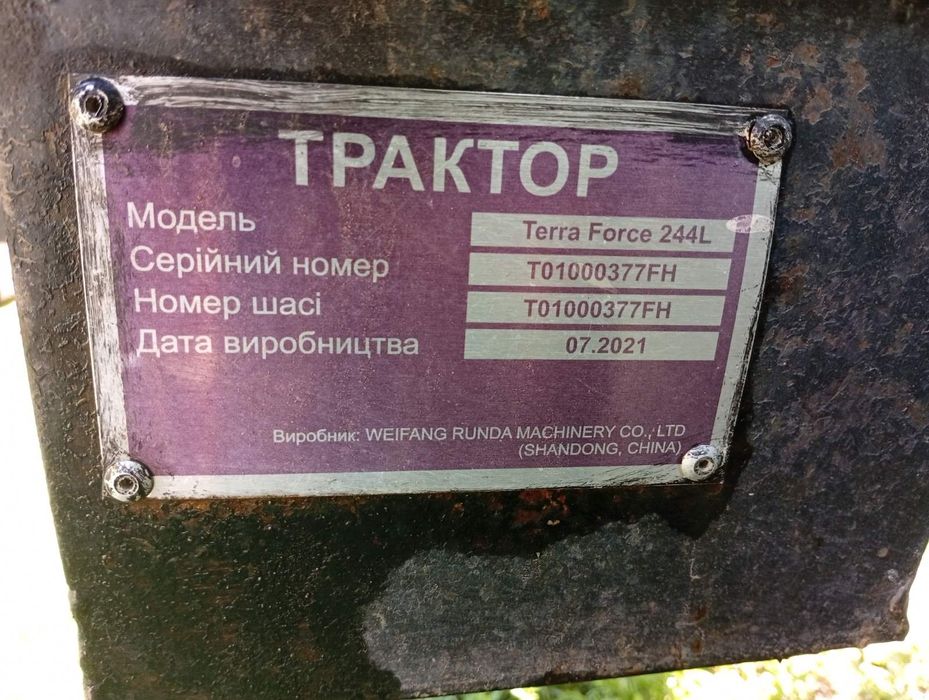 ТРАКТОР
Модель Terra Force 244L
Серійний номер T01000377FH
Номер шасі T01000377FH
Дата виробництва 07.2021
Виробник: WEIFANG RUNDA MACHINERY CO., LTD
(SHANDONG, CHINA)